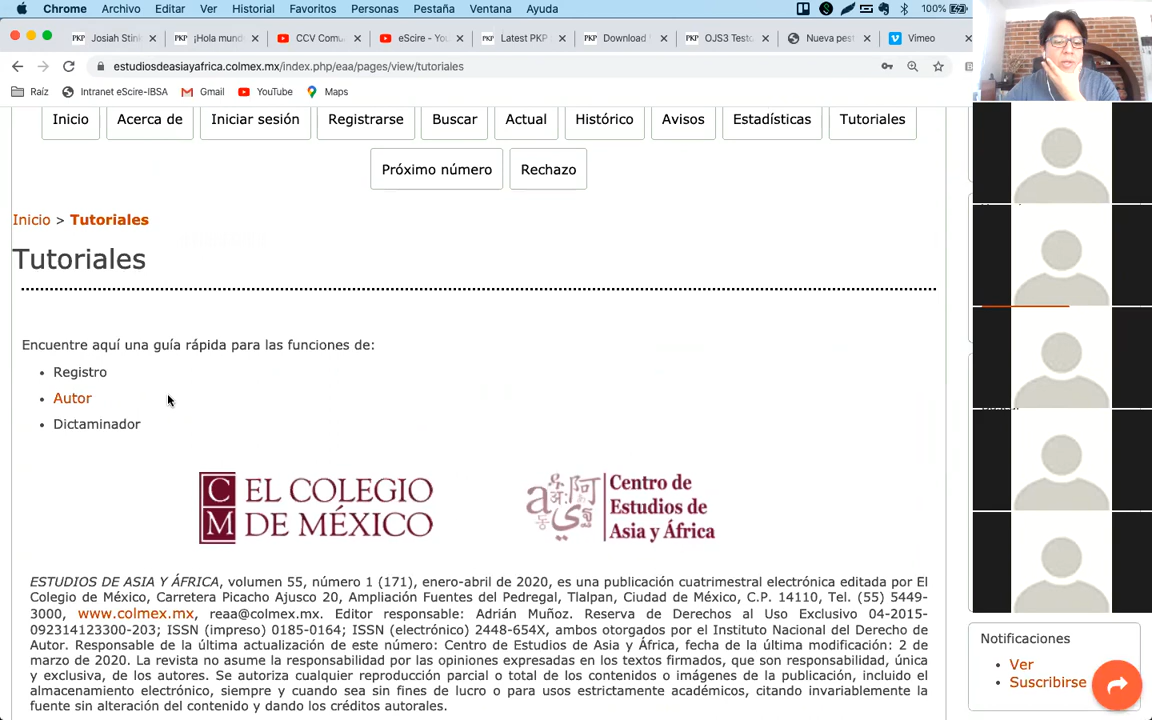 Chrome Archivo Editar Ver Historial Favoritos Personas Pestaña Ventana Ayuda 100%
Josiah Stin ¡Hola mund CCV Comu eScire - You Latest PKP Download OJS3 Testd Nueva pest Vimeo
estudiosdeasiayafrica.colmex.mx/index.php/eaa/pages/view/tutoriales
Raíz Intranet eScire-IBSA Gmail YouTube Maps
Inicio Acerca de Iniciar sesión Registrarse Buscar Actual Histórico Avisos Estadísticas Tutoriales
Próximo número Rechazo
Inicio > Tutoriales
Tutoriales
Encuentre aquí una guía rápida para las funciones de:
• Registro
• Autor
• Dictaminador
C M EL COLEGIO
DE MÉXICO
Centro de
Estudios de
Asia y África
ESTUDIOS DE ASIA Y ÁFRICA, volumen 55, número 1 (171), enero-abril de 2020, es una publicación cuatrimestral electrónica editada por El
Colegio de México, Carretera Picacho Ajusco 20, Ampliación Fuentes del Pedregal, Tlalpan, Ciudad de México, C.P. 14110, Tel. (55) 5449-
3000, www.colmex.mx, reaa@colmex.mx. Editor responsable: Adrián Muñoz. Reserva de Derechos al Uso Exclusivo 04-2015-
092314123300-203; ISSN (impreso) 0185-0164; ISSN (electrónico) 2448-654X, ambos otorgados por el Instituto Nacional del Derecho de
Autor. Responsable de la última actualización de este número: Centro de Estudios de Asia y África, fecha de la última modificación: 2 de
marzo de 2020. La revista no asume la responsabilidad por las opiniones expresadas en los textos firmados, que son responsabilidad, única
y exclusiva, de los autores. Se autoriza cualquier reproducción parcial o total de los contenidos o imágenes de la publicación, incluido el
almacenamiento electrónico, siempre y cuando sea sin fines de lucro o para usos estrictamente académicos, citando invariablemente la
fuente sin alteración del contenido y dando los créditos autorales.
Notificaciones
• Ver
• Suscribirse